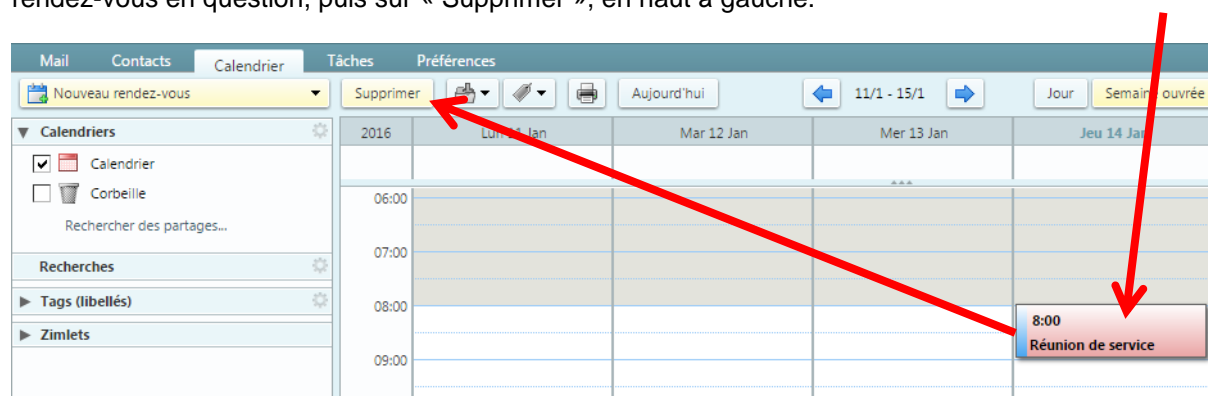 rendez-vous en question, puis sur « Supprimer », en haut à gauche.
Mail Contacts Calendrier Tâches Préférences
Nouveau rendez-vous Supprimer Aujourd'hui 11/1 - 15/1 Jour Semaine ouvrée
Calendriers 2016 Lun 11 Jan Mar 12 Jan Mer 13 Jan Jeu 14 Jan
Calendrier
Corbeille
Rechercher des partages...
Recherches
Tags (libellés)
Zimlets
06:00
07:00
08:00
09:00
8:00
Réunion de service